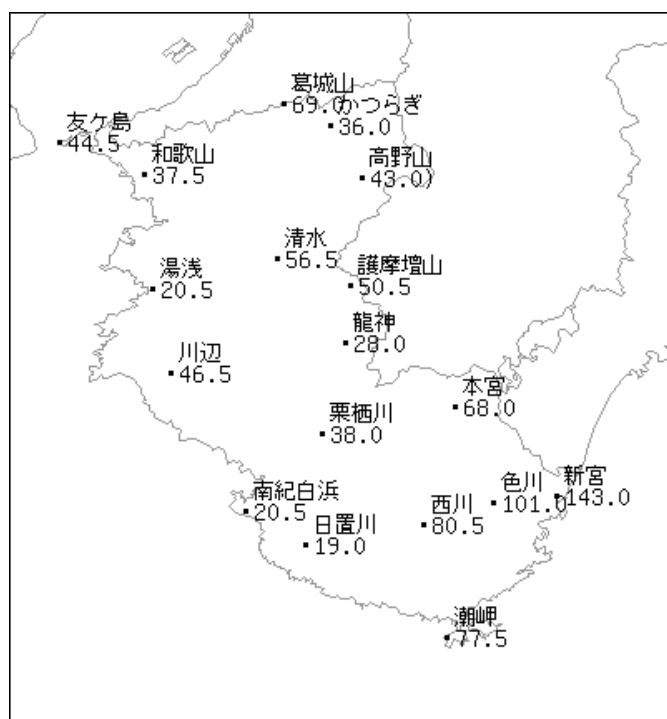 葛城山
69.0
かつらぎ
36.0
友ケ島
44.5
和歌山
37.5
高野山
43.0)
清水
56.5
護摩壇山
50.5
湯浅
20.5
龍神
28.0
川辺
46.5
本宮
68.0
栗栖川
38.0
新宮
143.0
色川
101.0
南紀白浜
20.5
西川
80.5
日置川
19.0
潮岬
77.5